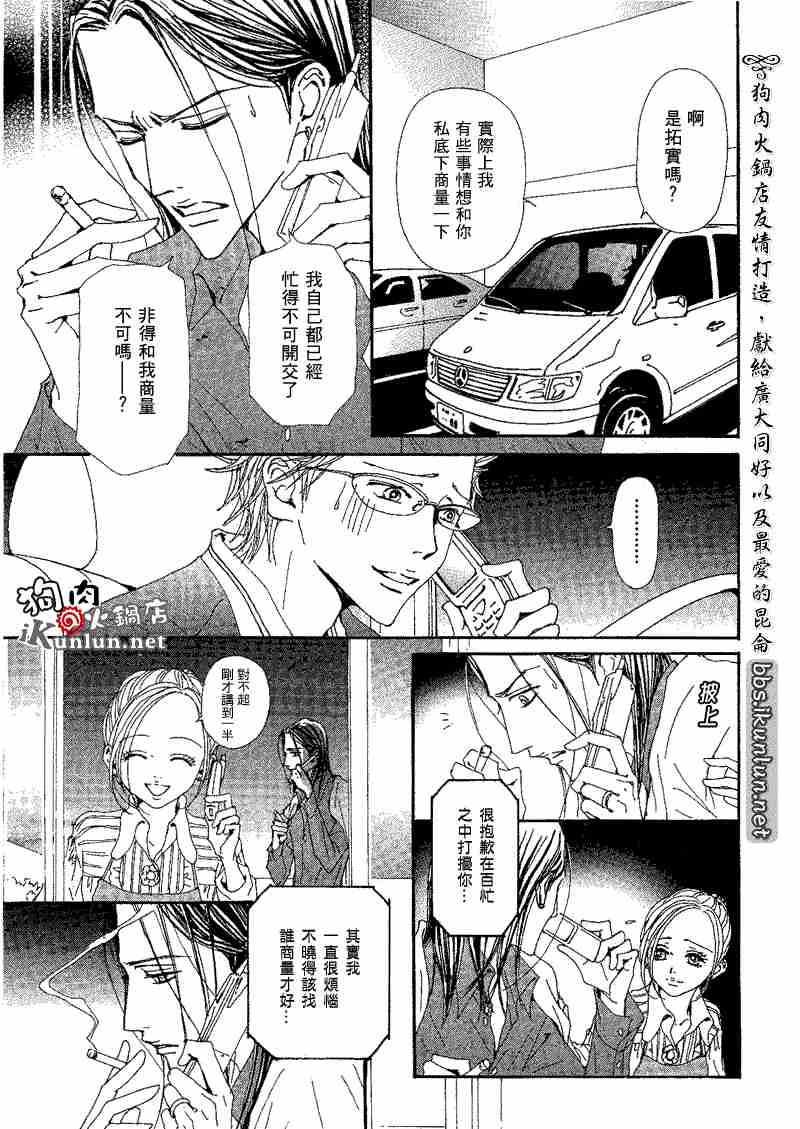 啊
是拓實嗎？
實際上我
有些事情想和你
私底下商量一下
我自己都已經
忙得不可開交了
非得和我商量
不可嗎——？
………
披上
很抱歉在百忙
之中打擾你…
對不起
剛才講到一半
其實我
一直很煩惱
不曉得該找
誰商量才好…
狗肉火鍋店
iKunlun.net
狗肉火鍋店友情打造，獻給廣大同好以及最愛的昆侖
bbs.ikunlun.net